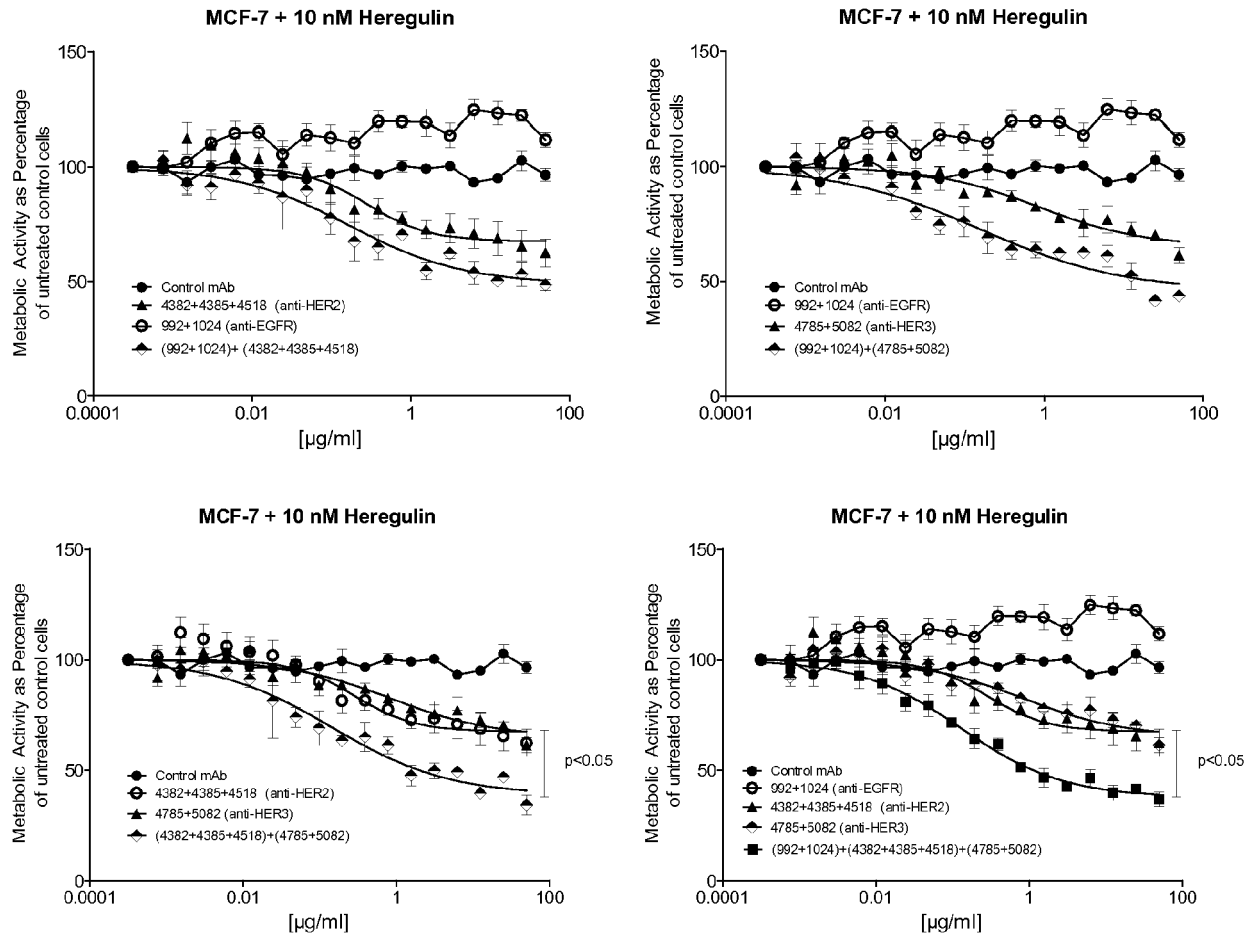 MCF-7 + 10 nM Heregulin
Metabolic Activity as Percentage
of untreated control cells
150
100
50
0
Control mAb
4382+4385+4518 (anti-HER2)
992+1024 (anti-EGFR)
(992+1024)+ (4382+4385+4518)
0.0001
0.01
1
100
[µg/ml]
MCF-7 + 10 nM Heregulin
Metabolic Activity as Percentage
of untreated control cells
150
100
50
0
Control mAb
992+1024 (anti-EGFR)
4785+5082 (anti-HER3)
(992+1024)+(4785+5082)
0.0001
0.01
1
100
[µg/ml]
MCF-7 + 10 nM Heregulin
Metabolic Activity as Percentage
of untreated control cells
150
100
50
0
Control mAb
4382+4385+4518 (anti-HER2)
4785+5082 (anti-HER3)
(4382+4385+4518)+(4785+5082)
p<0.05
0.0001
0.01
1
100
[µg/ml]
MCF-7 + 10 nM Heregulin
Metabolic Activity as Percentage
of untreated control cells
150
100
50
0
Control mAb
992+1024 (anti-EGFR)
4382+4385+4518 (anti-HER2)
4785+5082 (anti-HER3)
(992+1024)+(4382+4385+4518)+(4785+5082)
p<0.05
0.0001
0.01
1
100
[µg/ml]